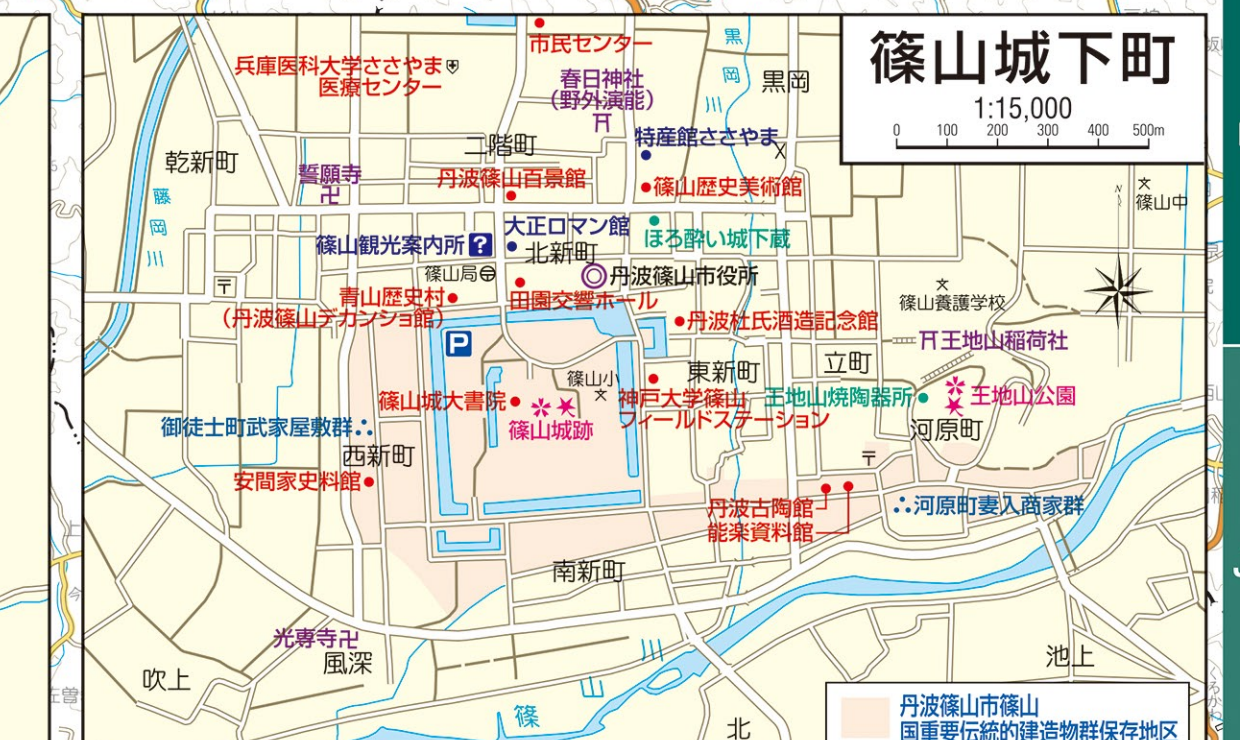 篠山城下町
1:15,000
0 100 200 300 400 500m
市民センター
兵庫医科大学ささやま
医療センター
春日神社
(野外演能)
黒
岡
川
黒岡
特産館ささやま
二階町
乾新町
誓願寺
丹波篠山百景館
篠山歴史美術館
篠山中
N
藤
岡
川
大正ロマン館
ほろ酔い城下蔵
篠山観光案内所
?
北新町
篠山局
丹波篠山市役所
青山歴史村
(丹波篠山デカンショ館)
田園交響ホール
篠山養護学校
丹波杜氏酒造記念館
P
王地山稲荷社
東新町
立町
篠山小
篠山城大書院
神戸大学篠山
フィールドステーション
王地山焼陶器所
王地山公園
篠山城跡
御徒士町武家屋敷群
河原町
西新町
安間家史料館
丹波古陶館
能楽資料館
河原町妻入商家群
南新町
光専寺
風深
吹上
川
山
篠
池上
北
丹波篠山市篠山
国重要伝統的建造物群保存地区
今